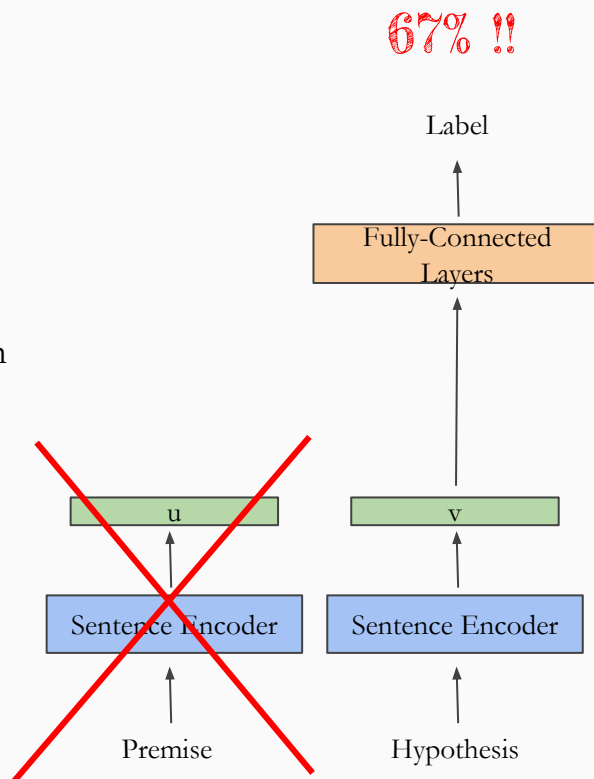 67% !!
Label
Fully-Connected
Layers
n
u
v
Sentence Encoder
Sentence Encoder
Premise
Hypothesis